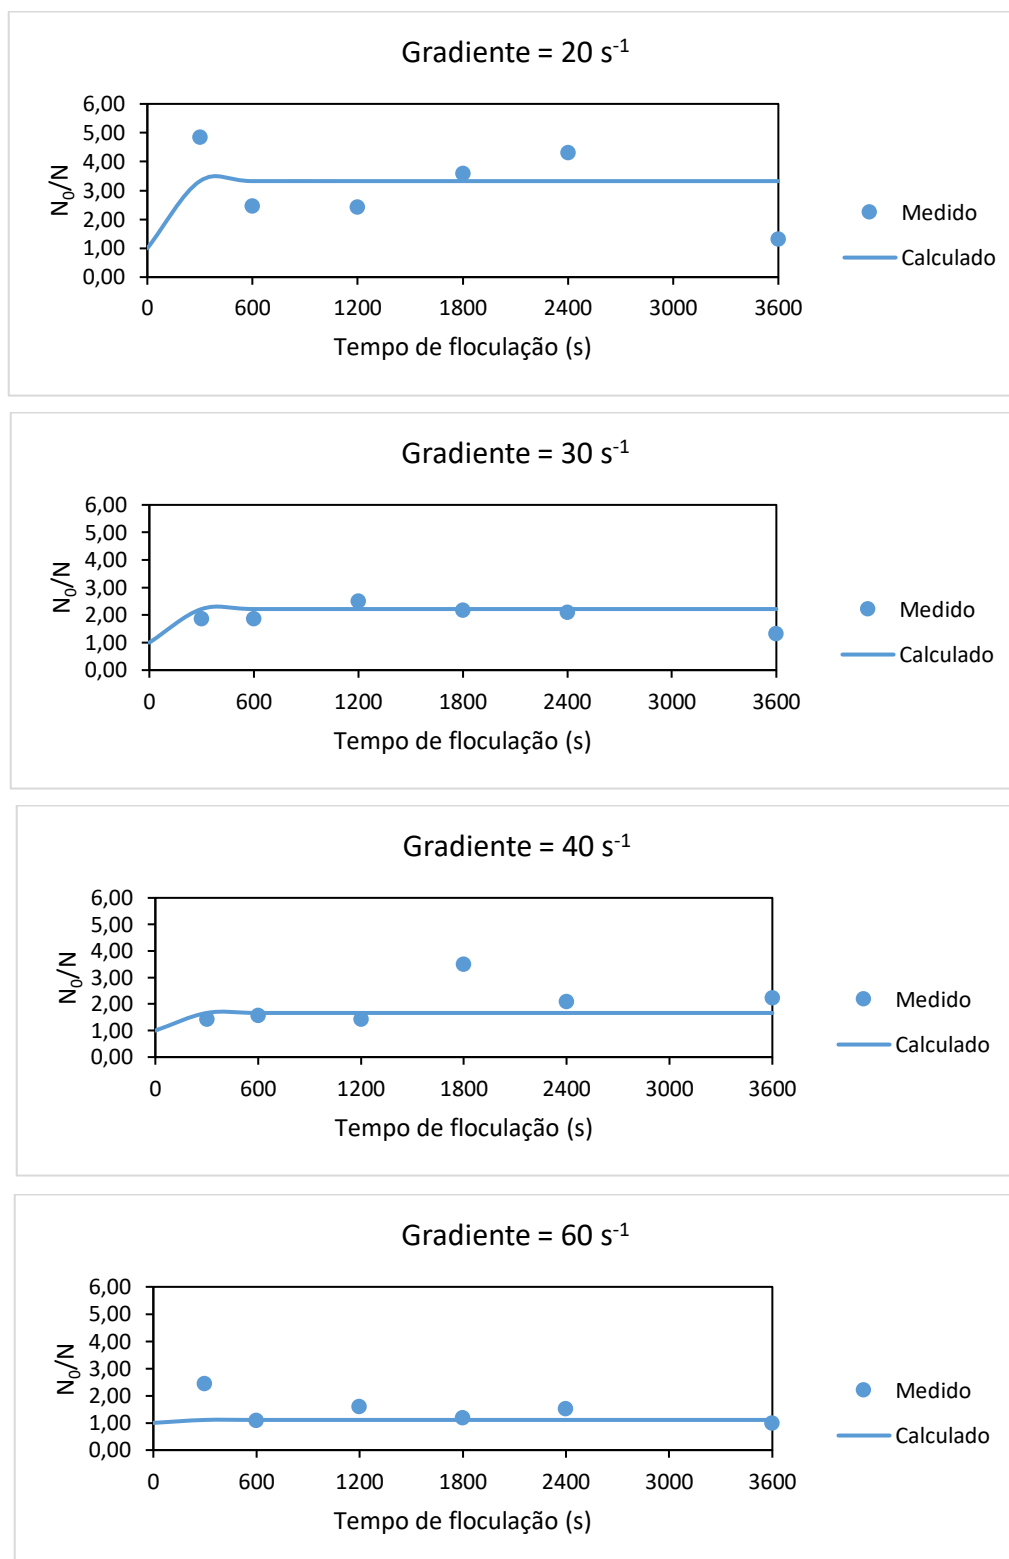 Gradiente = 20 s⁻¹
6,00
5,00
4,00
3,00
2,00
1,00
0,00
N₀/N
0 600 1200 1800 2400 3000 3600
Tempo de floculação (s)
Medido
Calculado
Gradiente = 30 s⁻¹
6,00
5,00
4,00
3,00
2,00
1,00
0,00
N₀/N
0 600 1200 1800 2400 3000 3600
Tempo de floculação (s)
Medido
Calculado
Gradiente = 40 s⁻¹
6,00
5,00
4,00
3,00
2,00
1,00
0,00
N₀/N
0 600 1200 1800 2400 3000 3600
Tempo de floculação (s)
Medido
Calculado
Gradiente = 60 s⁻¹
6,00
5,00
4,00
3,00
2,00
1,00
0,00
N₀/N
0 600 1200 1800 2400 3000 3600
Tempo de floculação (s)
Medido
Calculado